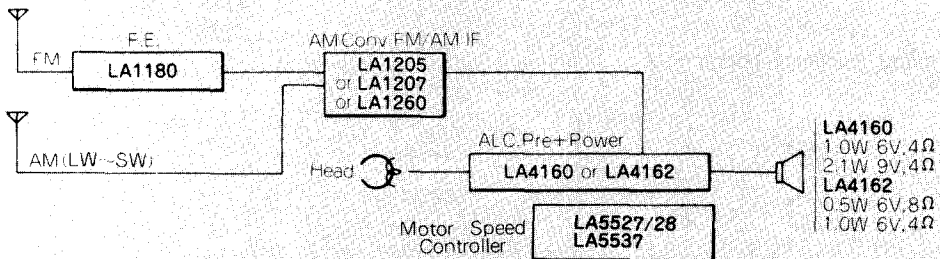 F.E.
FM
LA1180
AM Conv FM/AM IF
LA1205
or LA1207
or LA1260
AM (LW~SW)
Head
ALC. Pre+Power
LA4160 or LA4162
Motor Speed
Controller
LA5527/28
LA5537
LA4160
1.0W 6V, 4Ω
2.1W 9V, 4Ω
LA4162
0.5W 6V, 8Ω
1.0W 6V, 4Ω